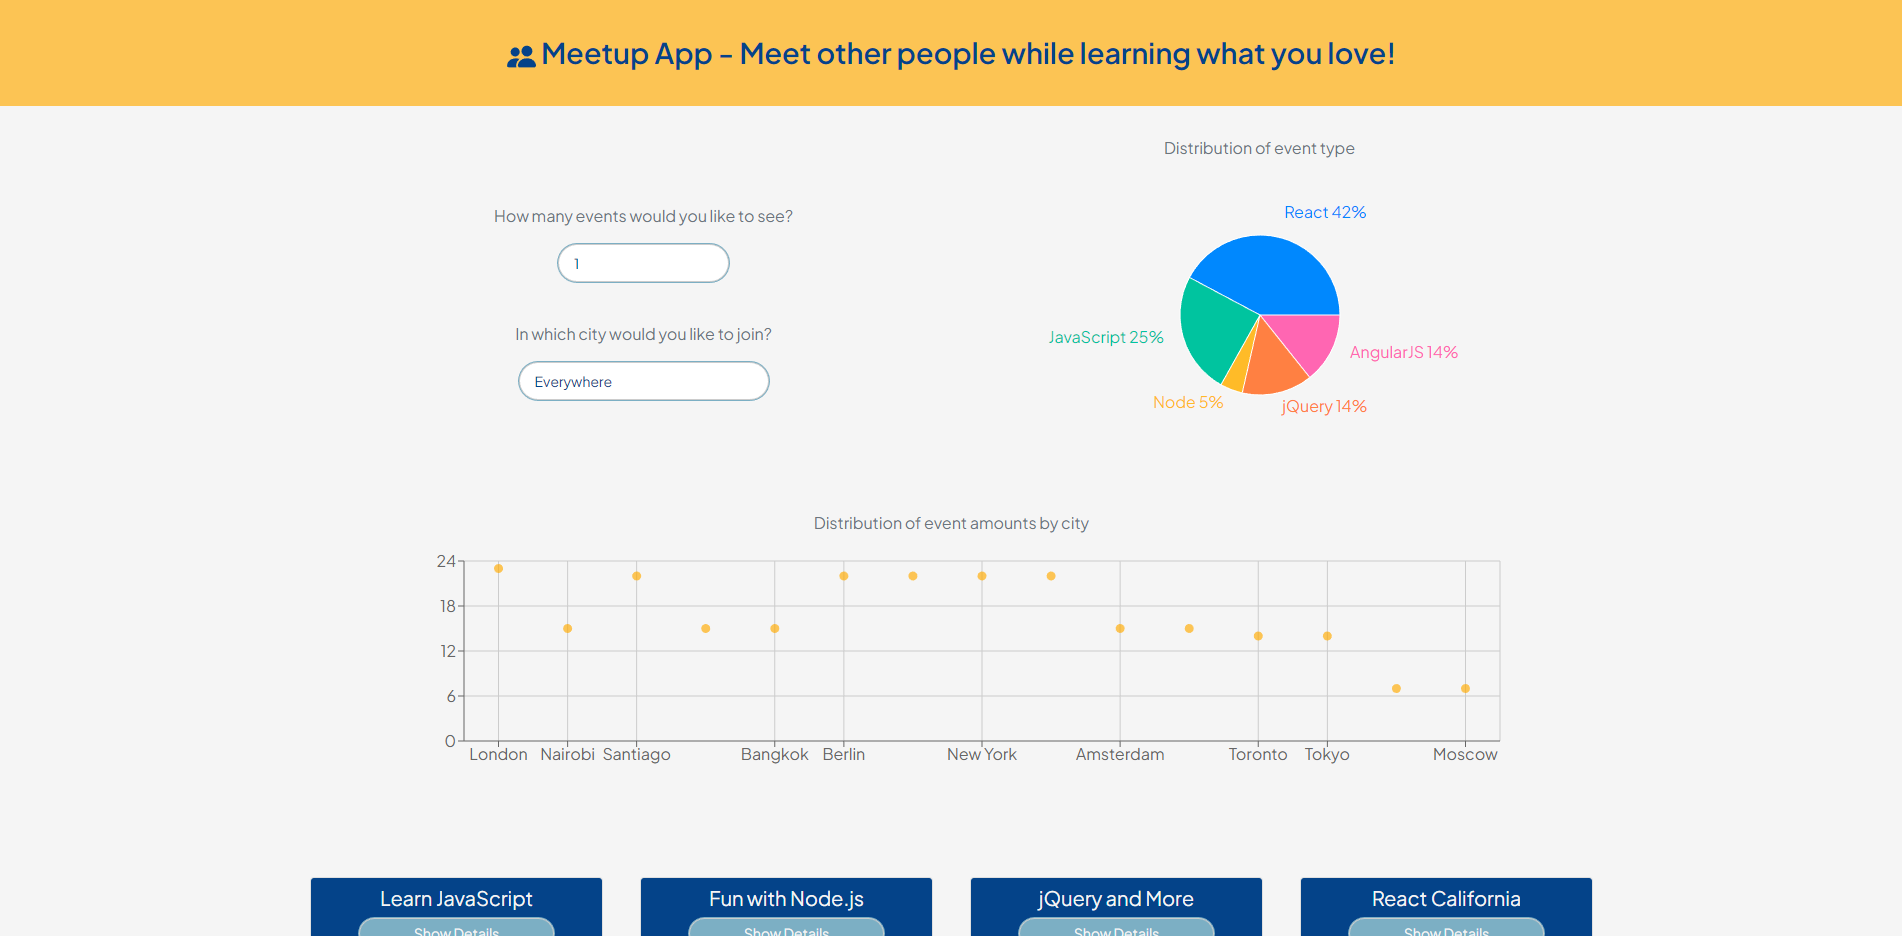 Meetup App - Meet other people while learning what you love!
How many events would you like to see?
1
In which city would you like to join?
Everywhere
Distribution of event type
React 42%
JavaScript 25%
AngularJS 14%
Node 5%
jQuery 14%
Distribution of event amounts by city
24
18
12
6
0
London Nairobi Santiago Bangkok Berlin New York Amsterdam Toronto Tokyo Moscow
Learn JavaScript
Show Details
Fun with Node.js
Show Details
jQuery and More
Show Details
React California
Show Details